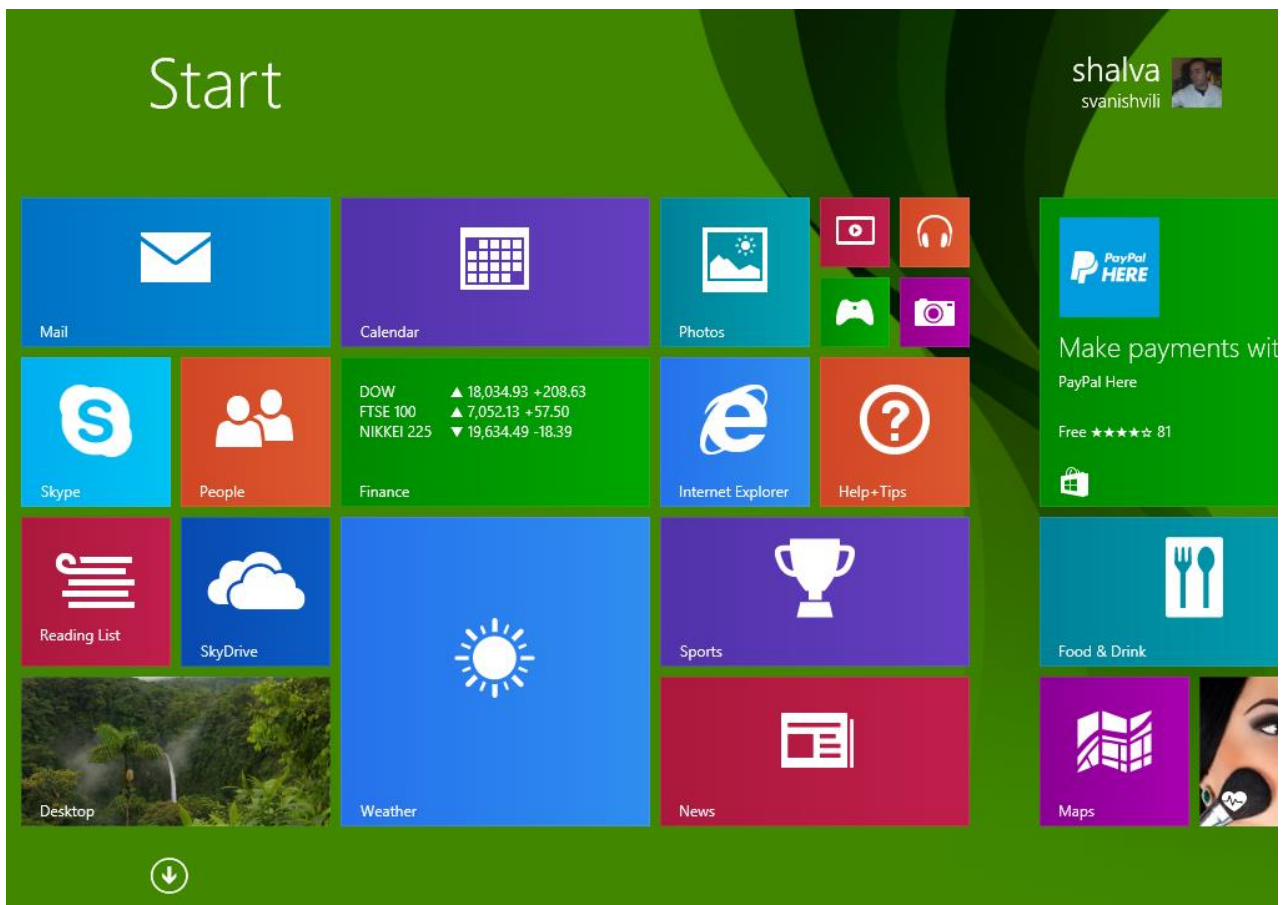 Start
shalva
svanishvili
Mail
Calendar
Photos
PayPal
HERE
Make payments wit
PayPal Here
Free ★★★★☆ 81
Skype
People
DOW ▲ 18,034.93 +208.63
FTSE 100 ▲ 7,052.13 +57.50
NIKKEI 225 ▼ 19,634.49 -18.39
Finance
Internet Explorer
Help+Tips
Reading List
SkyDrive
Weather
Sports
Food & Drink
Desktop
News
Maps